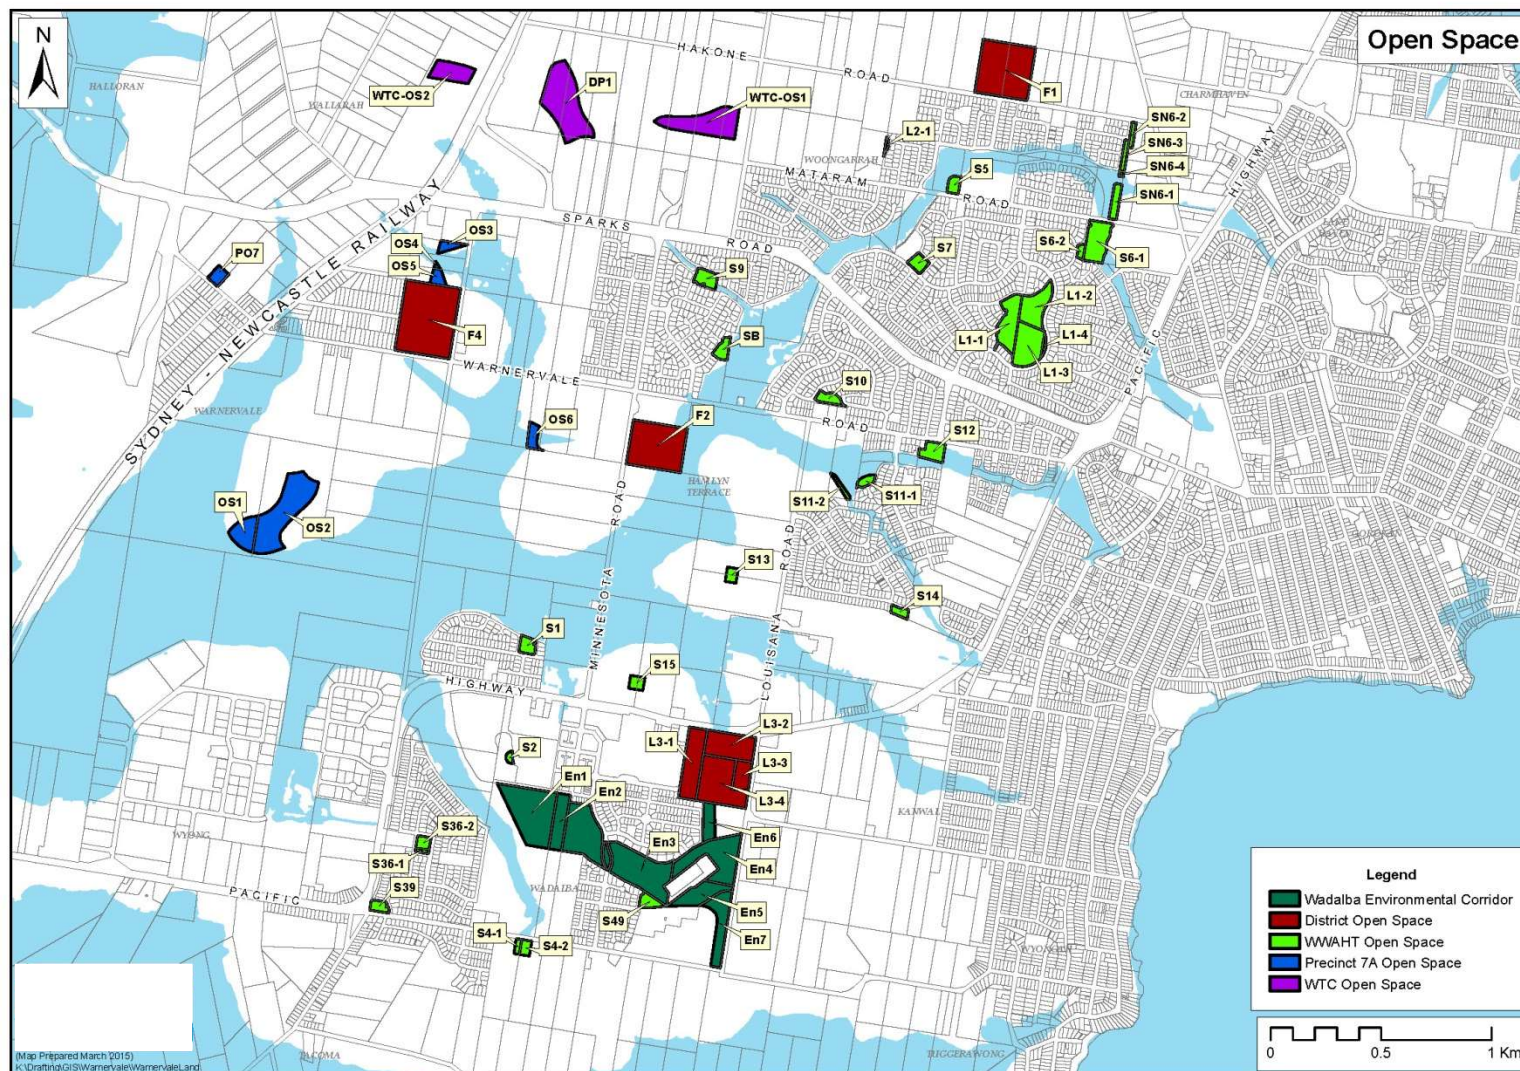 Open Space
N
HAKONE ROAD
HALLORAN
WALLARAH
CHARMHAVEN
WTC-OS2
DP1
WTC-OS1
F1
SN6-2
SN6-3
SN6-4
SN6-1
L2-1
WOONGARRAH
MATARAM ROAD
S5
SPARKS ROAD
PACIFIC HIGHWAY
SYDNEY - NEWCASTLE RAILWAY
OS3
OS4
OS5
PO7
S9
S7
S6-2
S6-1
L1-2
L1-1
L1-4
L1-3
F4
SB
WARNERVALE ROAD
WARNERVALE
S10
OS6
F2
S12
HAMLYN
TERRACE
S11-2
S11-1
OS1
OS2
MINNESOTA ROAD
LOUISIANA ROAD
S13
S14
S1
S15
PACIFIC HIGHWAY
L3-2
L3-1
L3-3
L3-4
S2
En1
En2
En6
KANWAL
WYONG
S36-2
S36-1
En3
En4
S39
WADALBA
S49
En5
En7
S4-1
S4-2
TACOMA
Legend
Wadalba Environmental Corridor
District Open Space
WWAHT Open Space
Precinct 7A Open Space
WTC Open Space
0 0.5 1 Km
(Map Prepared March 2015)